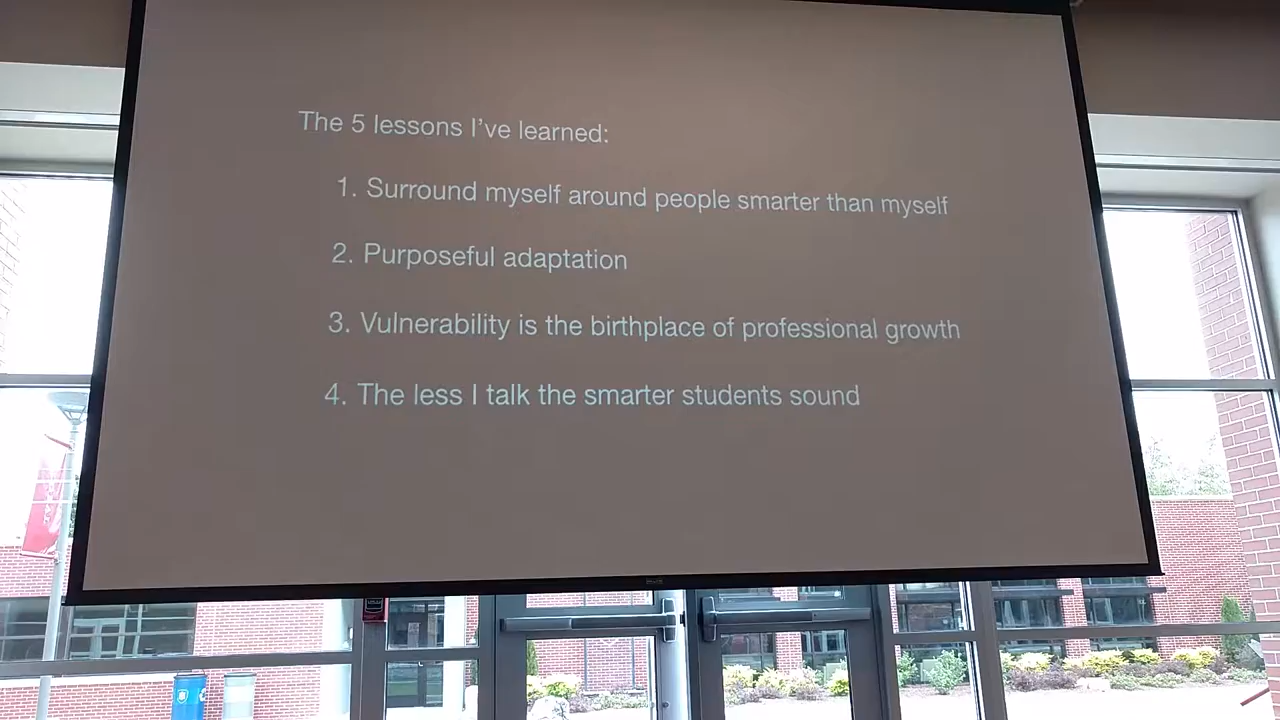 The 5 lessons I've learned:
1. Surround myself around people smarter than myself
2. Purposeful adaptation
3. Vulnerability is the birthplace of professional growth
4. The less I talk the smarter students sound